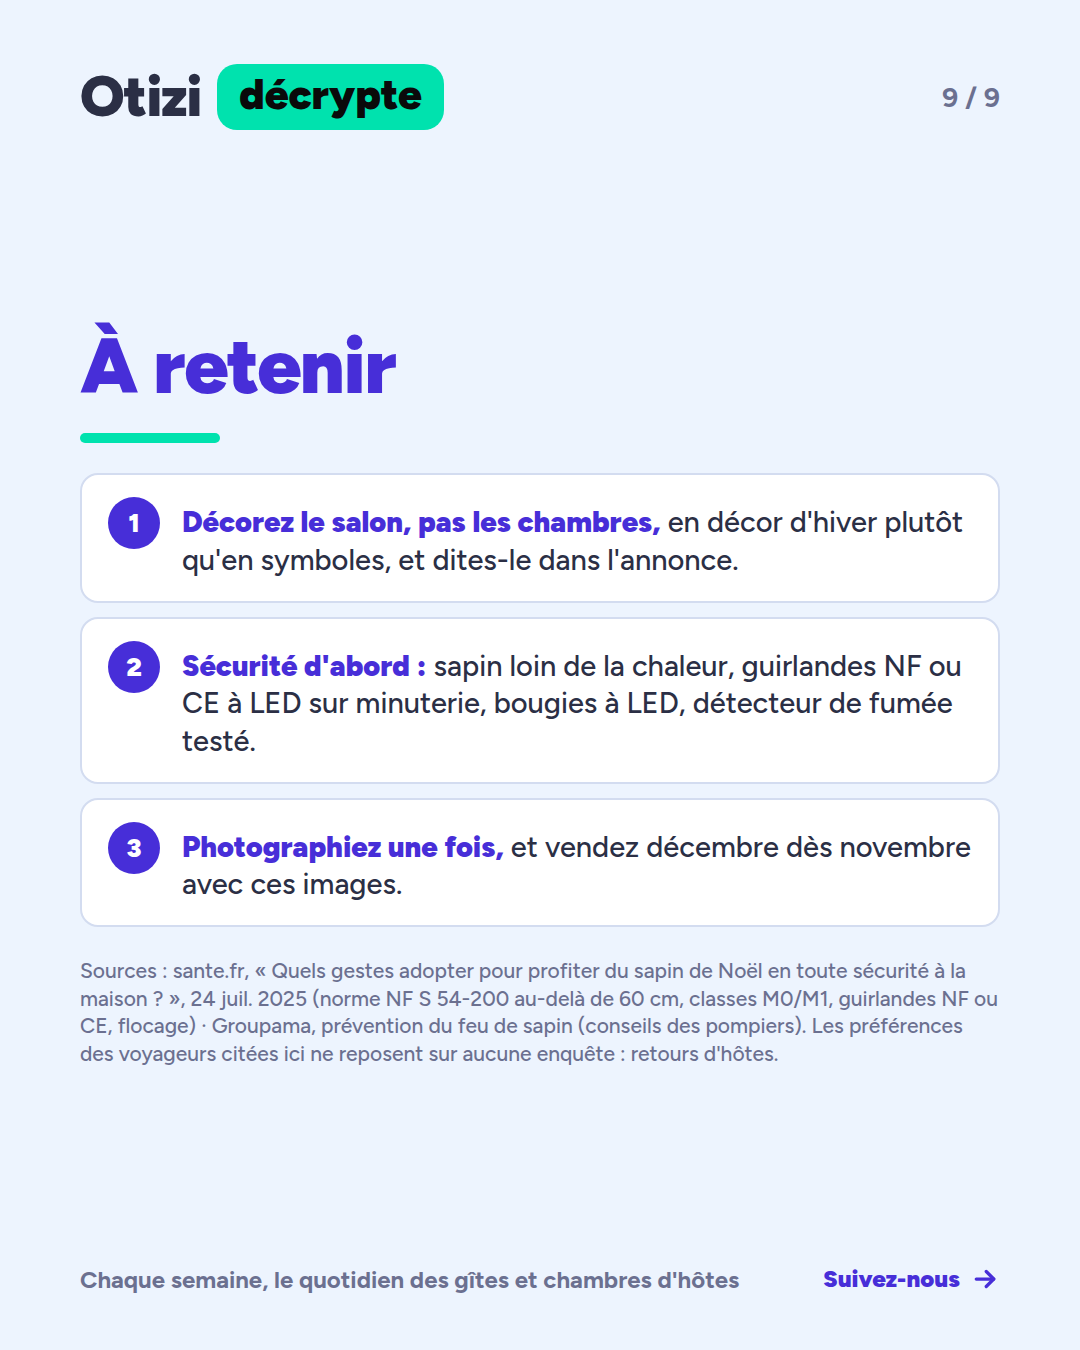 Otizi décrypte
9 / 9
À retenir
1
Décorez le salon, pas les chambres, en décor d'hiver plutôt
qu'en symboles, et dites-le dans l'annonce.
2
Sécurité d'abord : sapin loin de la chaleur, guirlandes NF ou
CE à LED sur minuterie, bougies à LED, détecteur de fumée
testé.
3
Photographiez une fois, et vendez décembre dès novembre
avec ces images.
Sources : sante.fr, « Quels gestes adopter pour profiter du sapin de Noël en toute sécurité à la
maison ? », 24 juil. 2025 (norme NF S 54-200 au-delà de 60 cm, classes M0/M1, guirlandes NF ou
CE, flocage) · Groupama, prévention du feu de sapin (conseils des pompiers). Les préférences
des voyageurs citées ici ne reposent sur aucune enquête : retours d'hôtes.
Chaque semaine, le quotidien des gîtes et chambres d'hôtes
Suivez-nous →